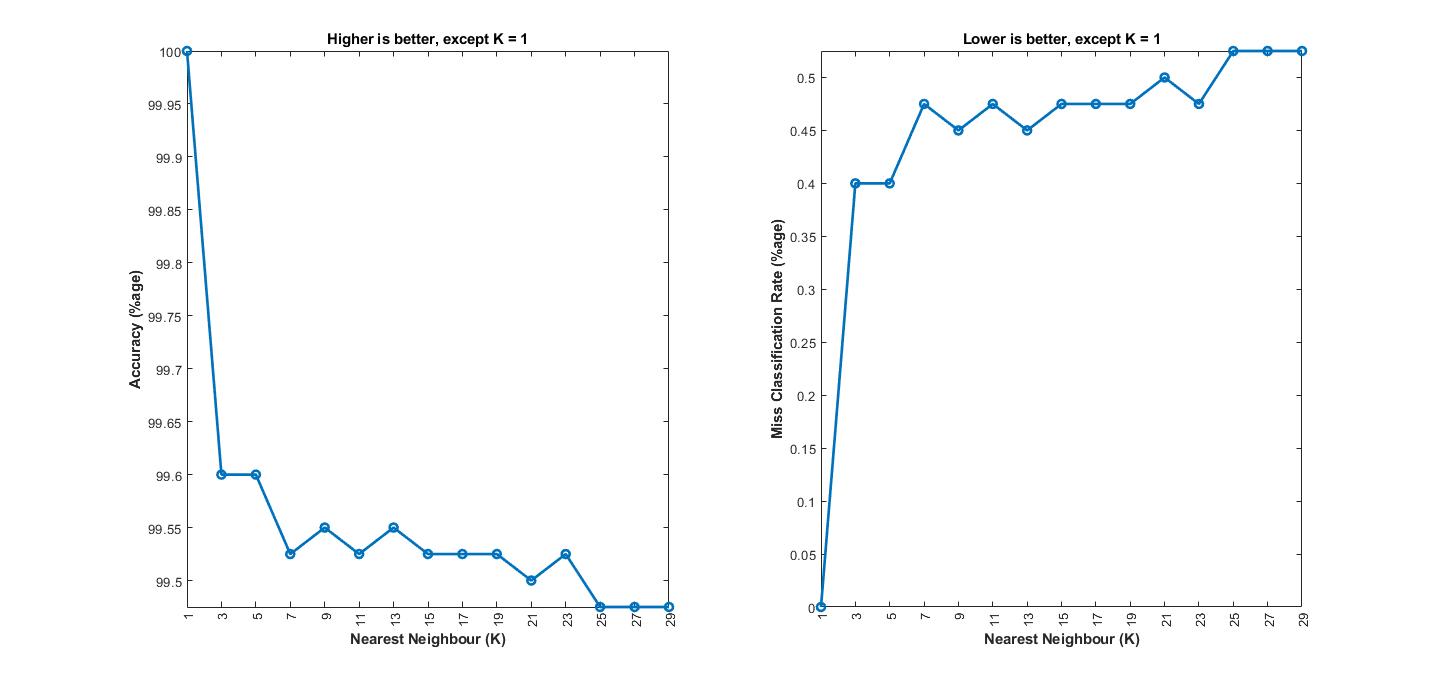 Higher is better, except K = 1
100
99.95
99.9
99.85
99.8
99.75
99.7
99.65
99.6
99.55
99.5
Accuracy (%age)
1 3 5 7 9 11 13 15 17 19 21 23 25 27 29
Nearest Neighbour (K)
Lower is better, except K = 1
0.5
0.45
0.4
0.35
0.3
0.25
0.2
0.15
0.1
0.05
0
Miss Classification Rate (%age)
1 3 5 7 9 11 13 15 17 19 21 23 25 27 29
Nearest Neighbour (K)